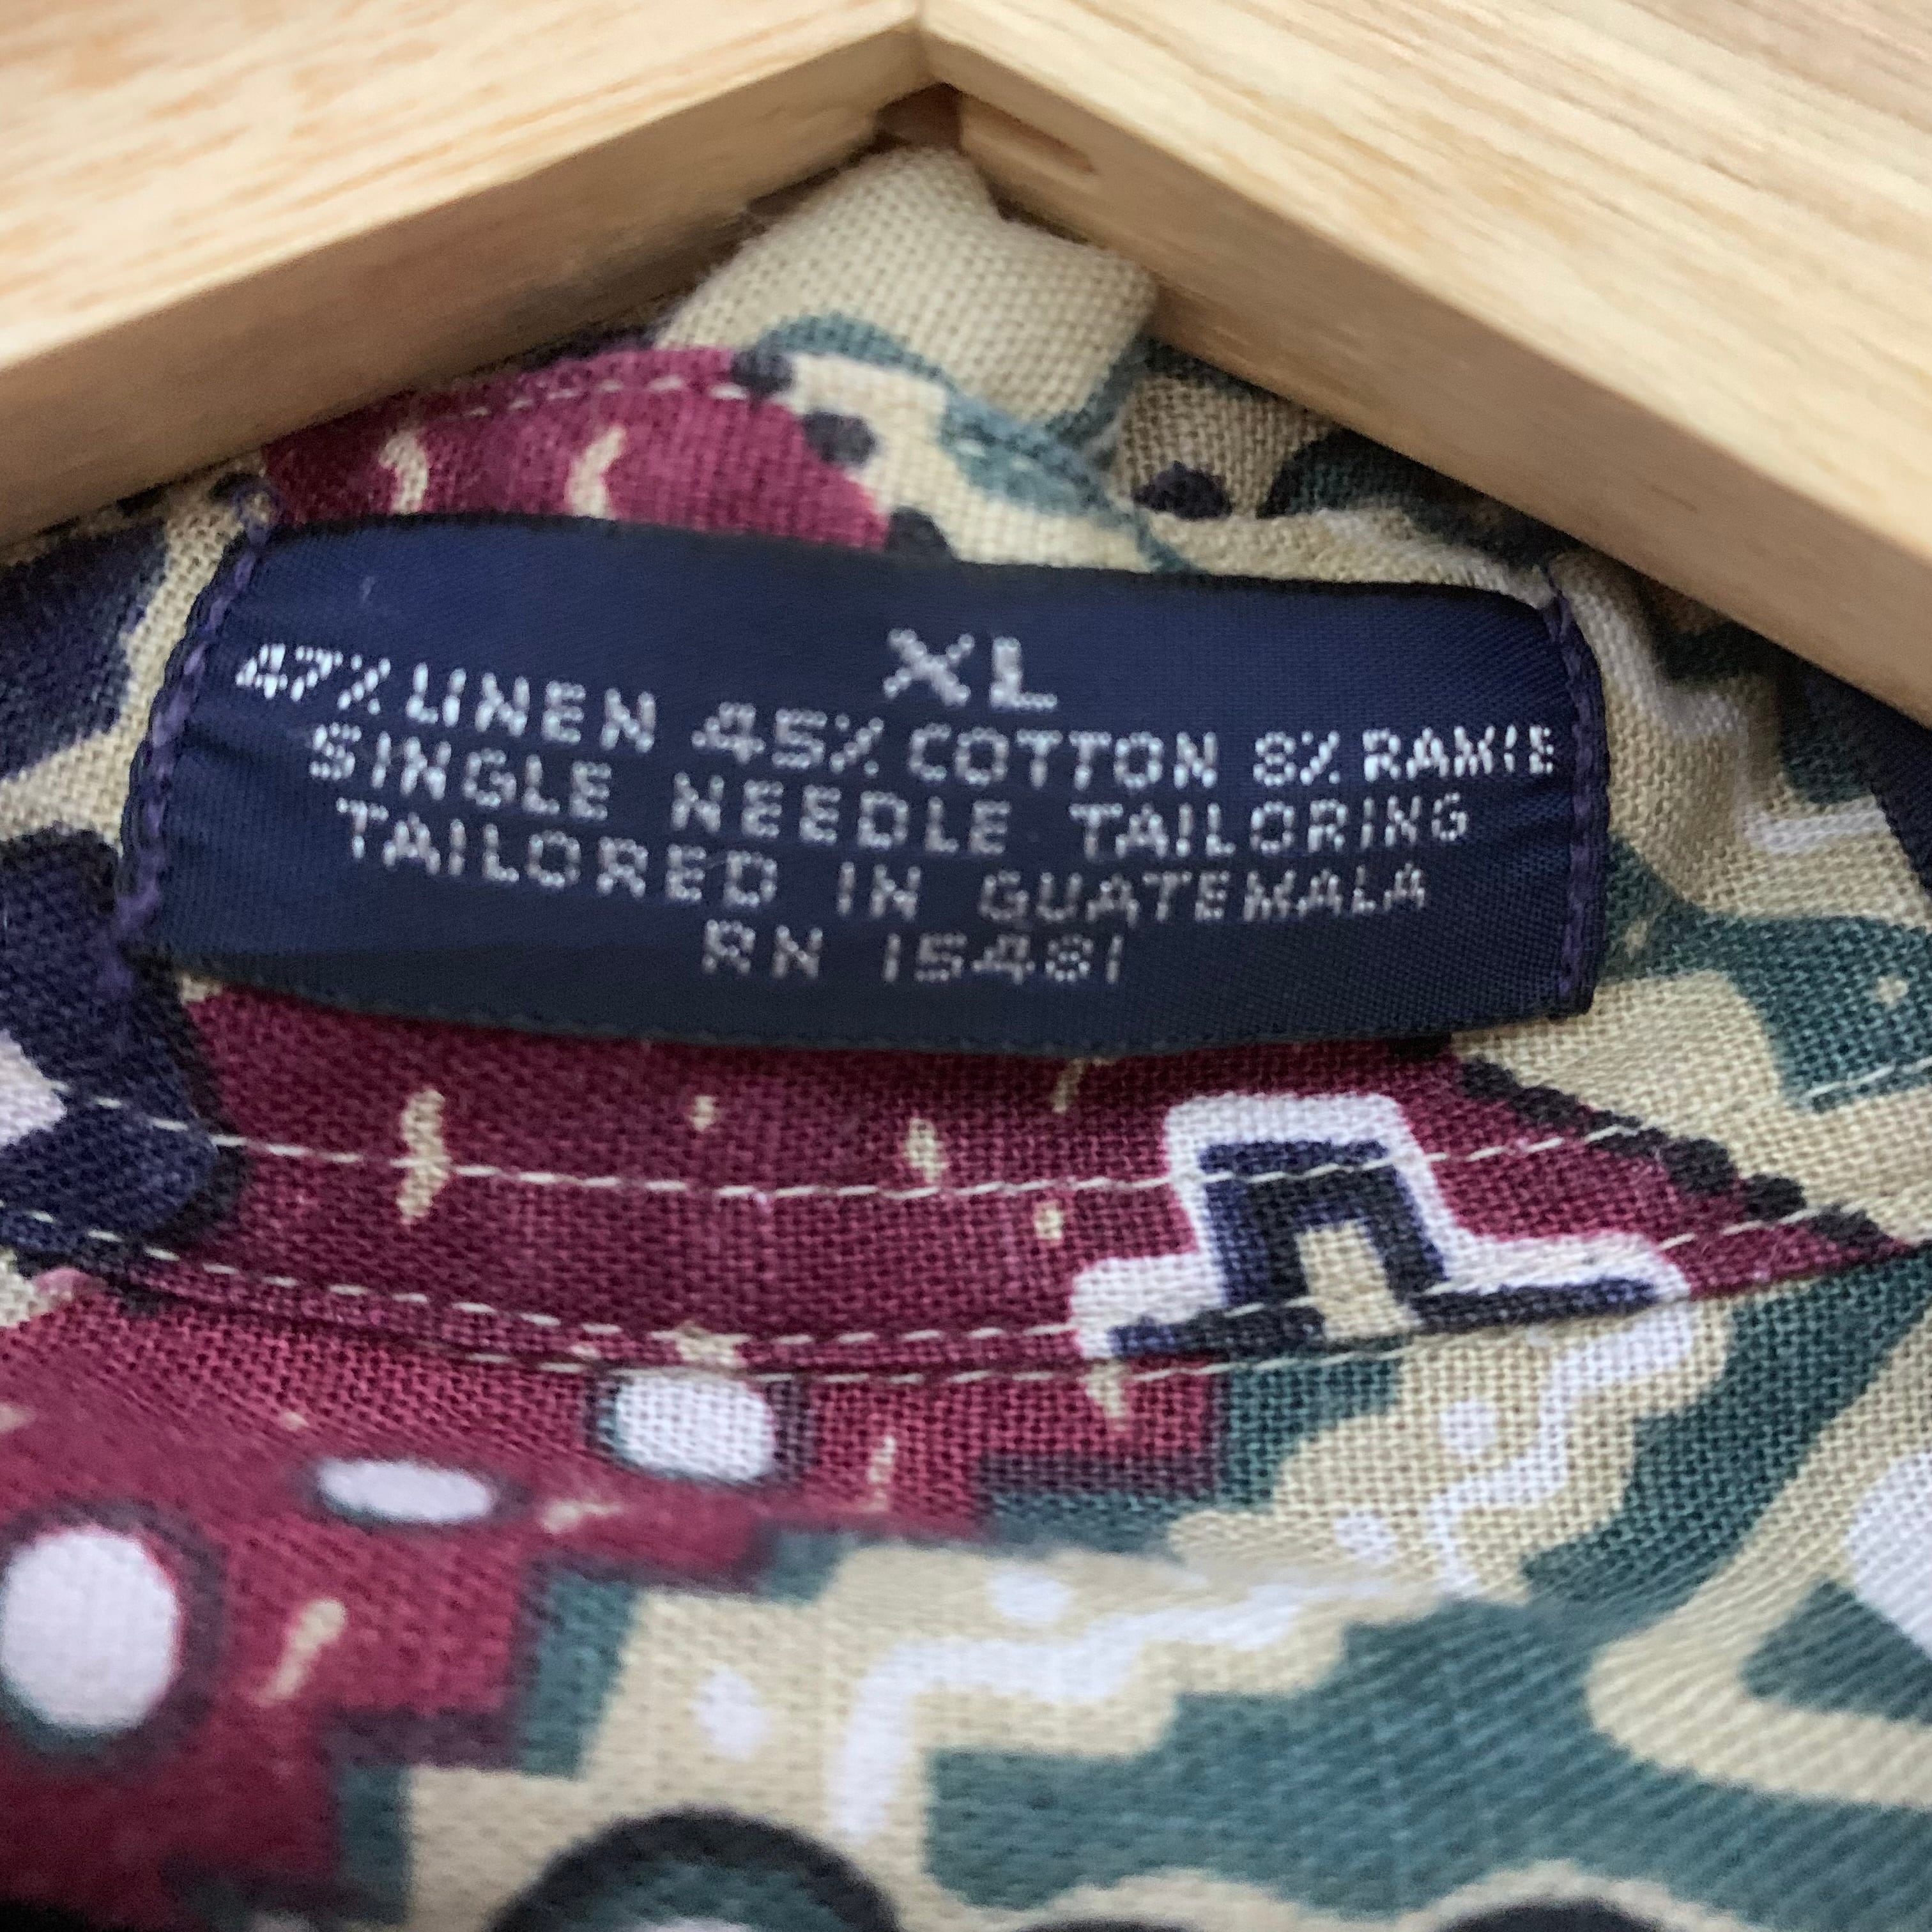 XL
47% LINEN 45% COTTON 8% RAMIE
SINGLE NEEDLE TAILORING
TAILORED IN GUATEMALA
RN 15481